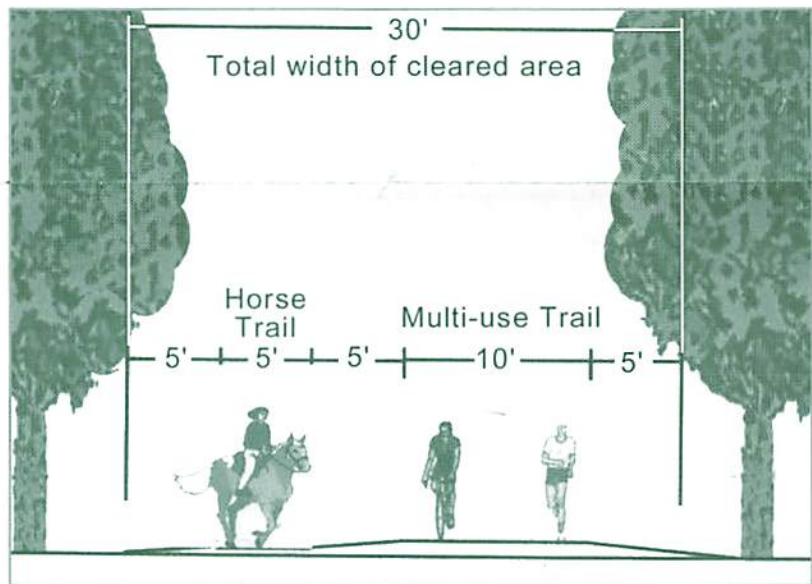 30'
Total width of cleared area
Horse
Trail
Multi-use Trail
5' 5' 5' 10' 5'